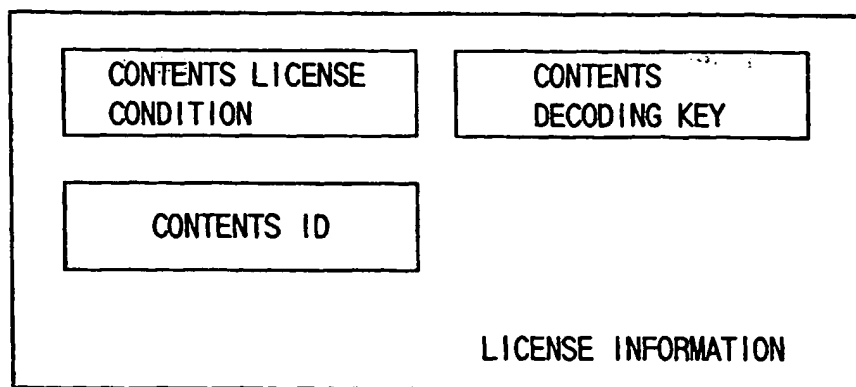 CONTENTS LICENSE
CONDITION
CONTENTS
DECODING KEY
CONTENTS ID
LICENSE INFORMATION